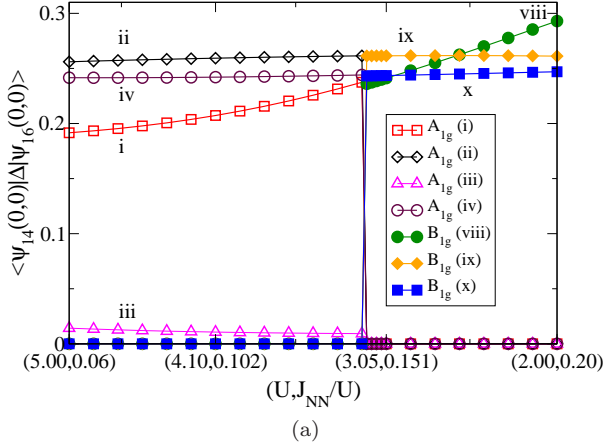 0.3
0.2
0.1
0
<ψ14(0,0)|Δ|ψ16(0,0)>
ii
iv
i
iii
ix
viii
x
A1g (i)
A1g (ii)
A1g (iii)
A1g (iv)
B1g (viii)
B1g (ix)
B1g (x)
(5.00,0.06) (4.10,0.102) (3.05,0.151) (2.00,0.20)
(U,JNN/U)
(a)